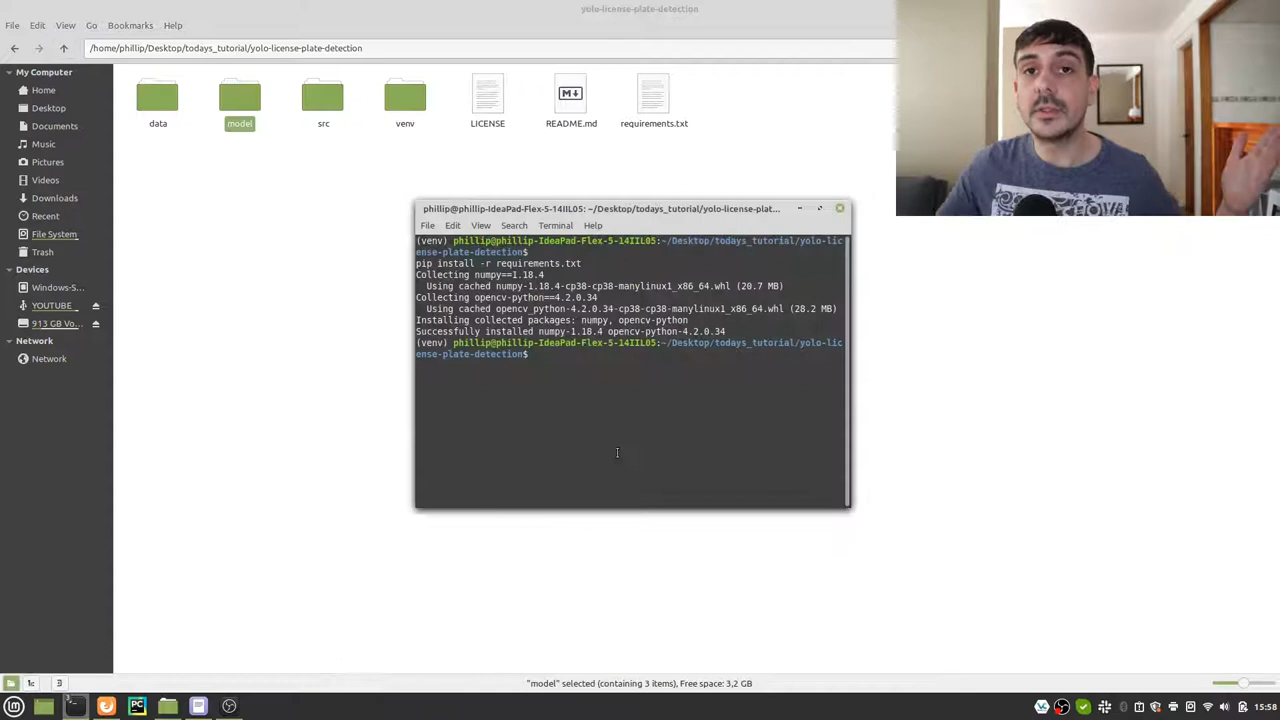 yolo-license-plate-detection
File Edit View Go Bookmarks Help
/home/phillip/Desktop/todays_tutorial/yolo-license-plate-detection
My Computer
Home
Desktop
Documents
Music
Pictures
Videos
Downloads
Recent
File System
Trash
Devices
Windows-S...
YOUTUBE
913 GB Vo...
Network
Network
data
model
src
venv
LICENSE
README.md
requirements.txt
phillip@phillip-IdeaPad-Flex-5-14IIL05: ~/Desktop/todays_tutorial/yolo-license-plat...
File Edit View Search Terminal Help
(venv) phillip@phillip-IdeaPad-Flex-5-14IIL05:~/Desktop/todays_tutorial/yolo-lic
ense-plate-detection$
pip install -r requirements.txt
Collecting numpy==1.18.4
Using cached numpy-1.18.4-cp38-cp38-manylinux1_x86_64.whl (20.7 MB)
Collecting opencv-python==4.2.0.34
Using cached opencv_python-4.2.0.34-cp38-cp38-manylinux1_x86_64.whl (28.2 MB)
Installing collected packages: numpy, opencv-python
Successfully installed numpy-1.18.4 opencv-python-4.2.0.34
(venv) phillip@phillip-IdeaPad-Flex-5-14IIL05:~/Desktop/todays_tutorial/yolo-lic
ense-plate-detection$
"model" selected (containing 3 items), Free space: 3,2 GB
PC
15:58